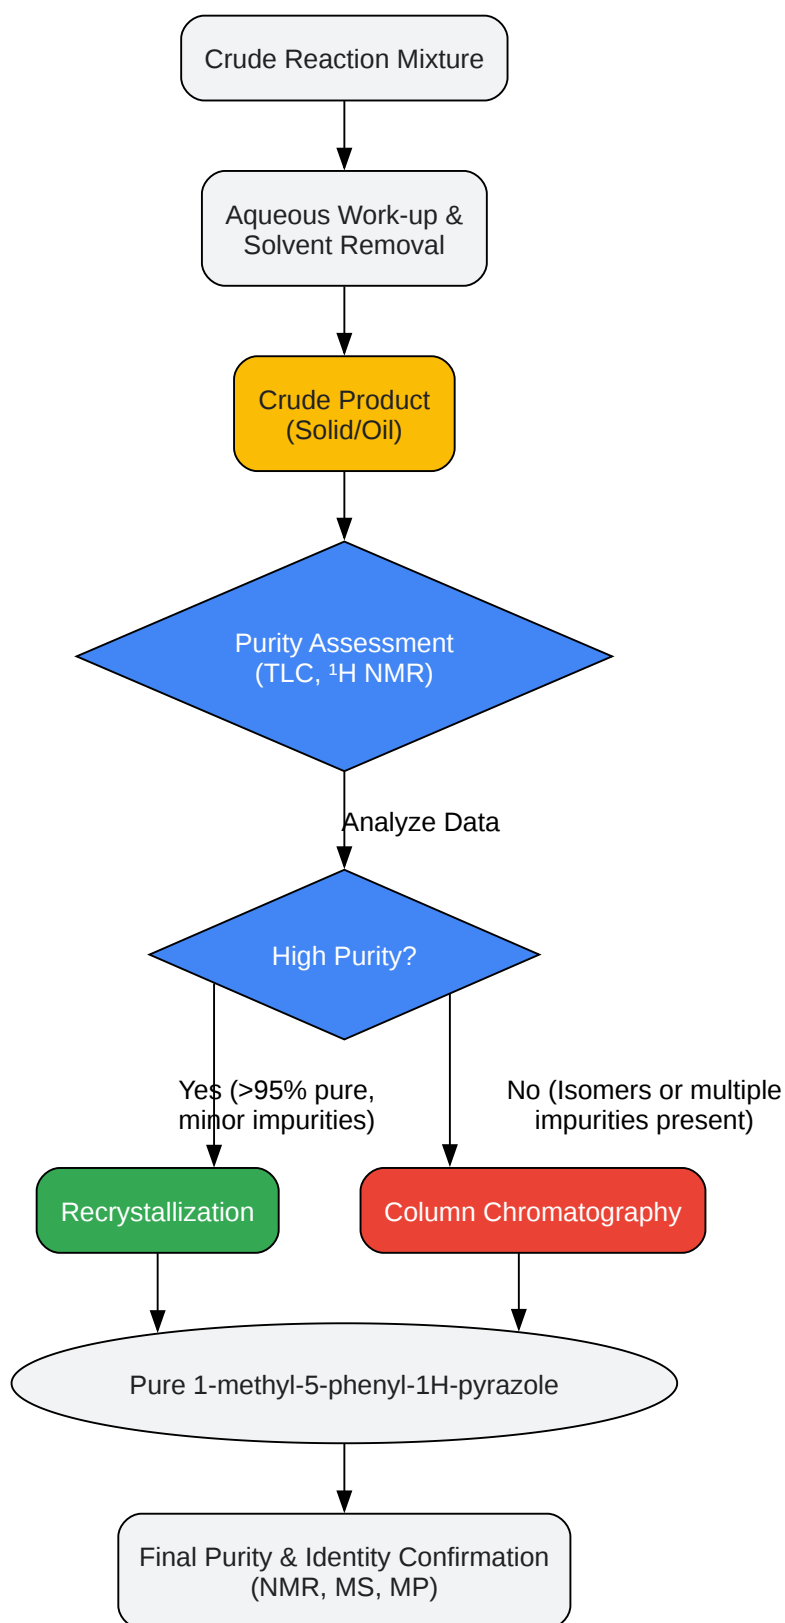 Crude Reaction Mixture
Aqueous Work-up &
Solvent Removal
Crude Product
(Solid/Oil)
Purity Assessment
(TLC, ¹H NMR)
Analyze Data
High Purity?
Yes (>95% pure,
minor impurities)
No (Isomers or multiple
impurities present)
Recrystallization
Column Chromatography
Pure 1-methyl-5-phenyl-1H-pyrazole
Final Purity & Identity Confirmation
(NMR, MS, MP)